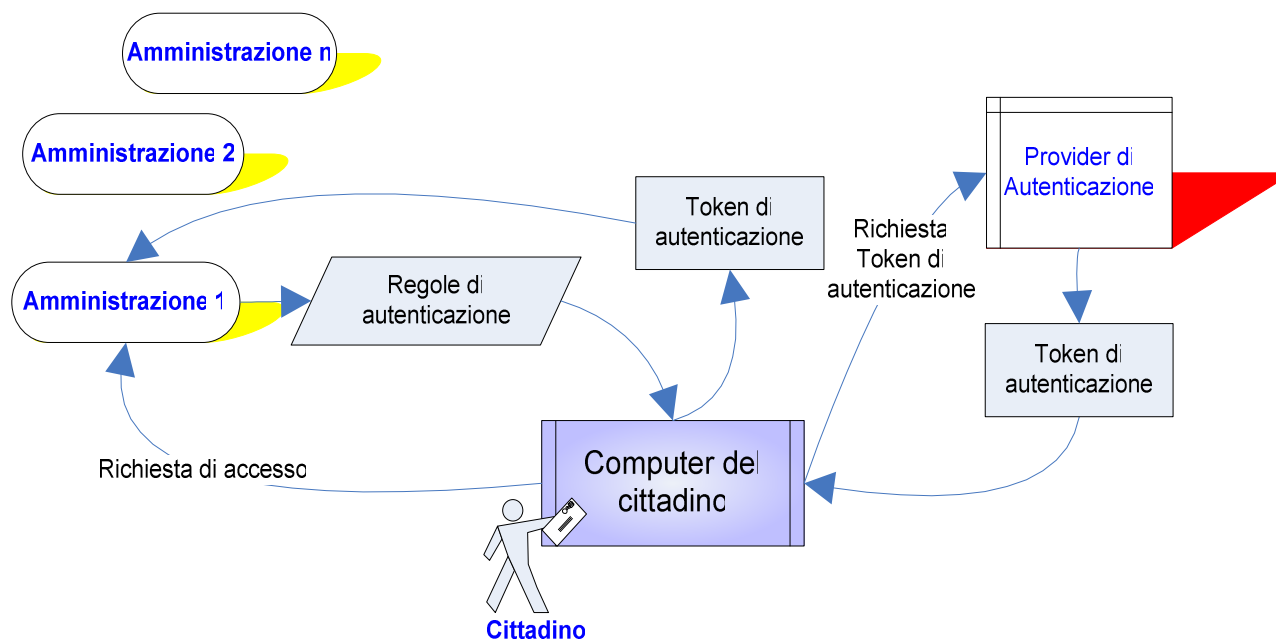 Amministrazione n
Amministrazione 2
Provider di
Autenticazione
Token di
autenticazione
Richiesta
Token di
autenticazione
Amministrazione 1
Regole di
autenticazione
Token di
autenticazione
Richiesta di accesso
Computer del
cittadino
Cittadino